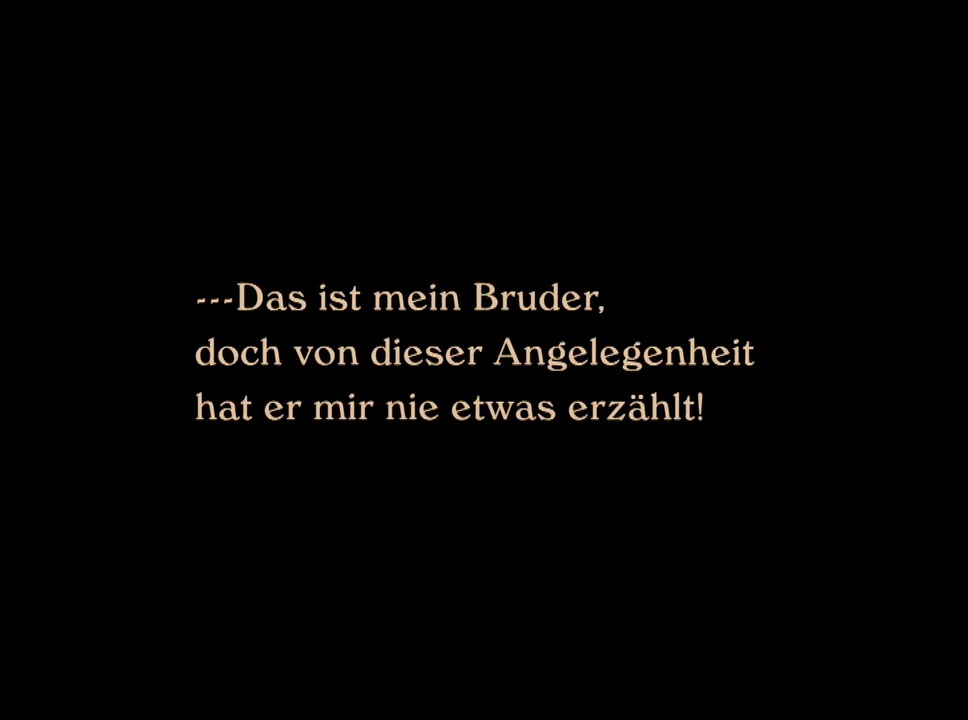 ---Das ist mein Bruder,
doch von dieser Angelegenheit
hat er mir nie etwas erzählt!